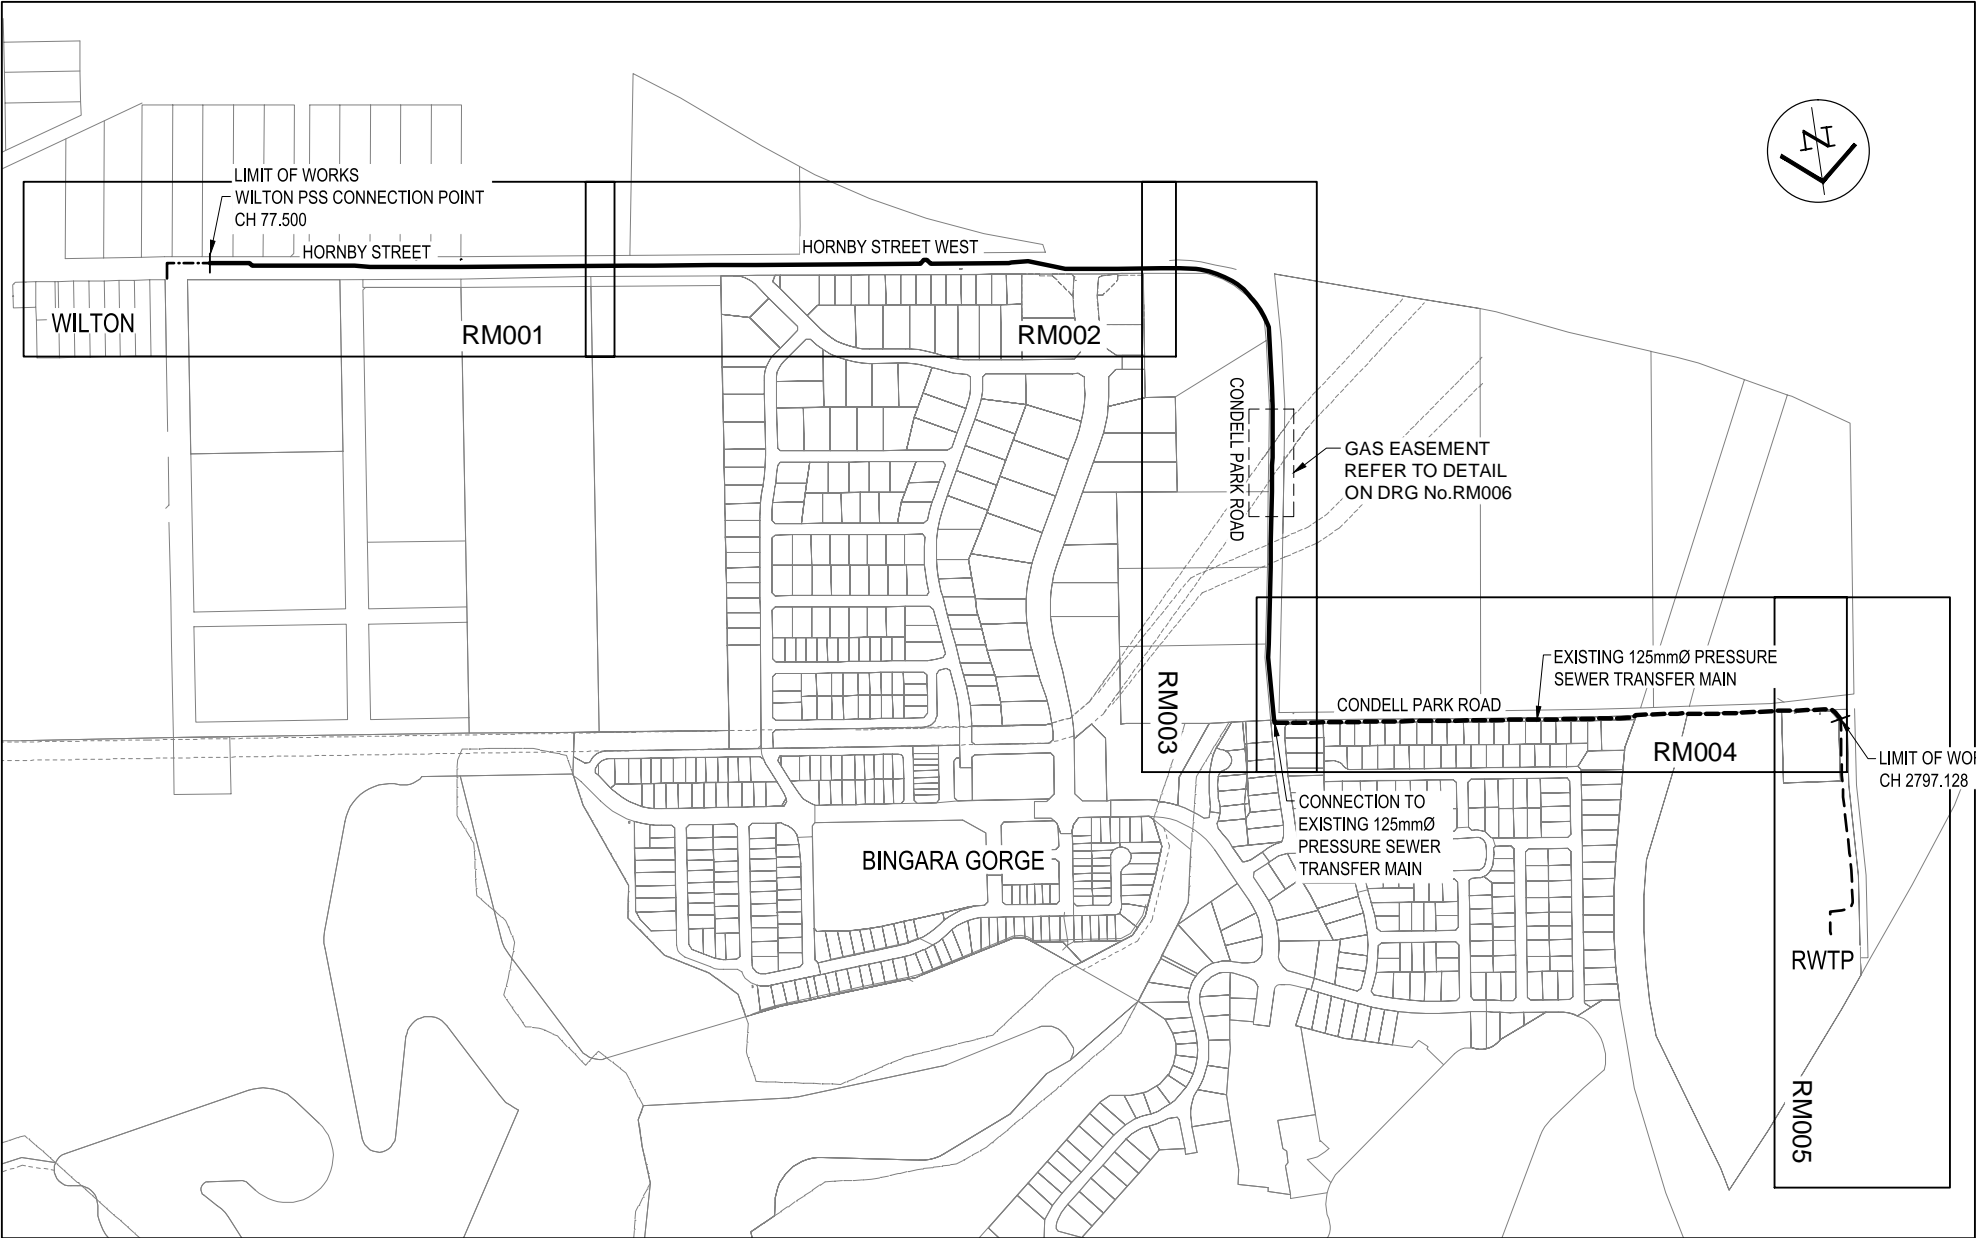 LIMIT OF WORKS
WILTON PSS CONNECTION POINT
CH 77.500
HORNBY STREET
HORNBY STREET WEST
N
WILTON
RM001
RM002
CONDELL PARK ROAD
GAS EASEMENT
REFER TO DETAIL
ON DRG No.RM006
RM003
EXISTING 125mmØ PRESSURE
SEWER TRANSFER MAIN
CONDELL PARK ROAD
RM004
LIMIT OF WOR
CH 2797.128
CONNECTION TO
EXISTING 125mmØ
PRESSURE SEWER
TRANSFER MAIN
BINGARA GORGE
RWTP
RM005